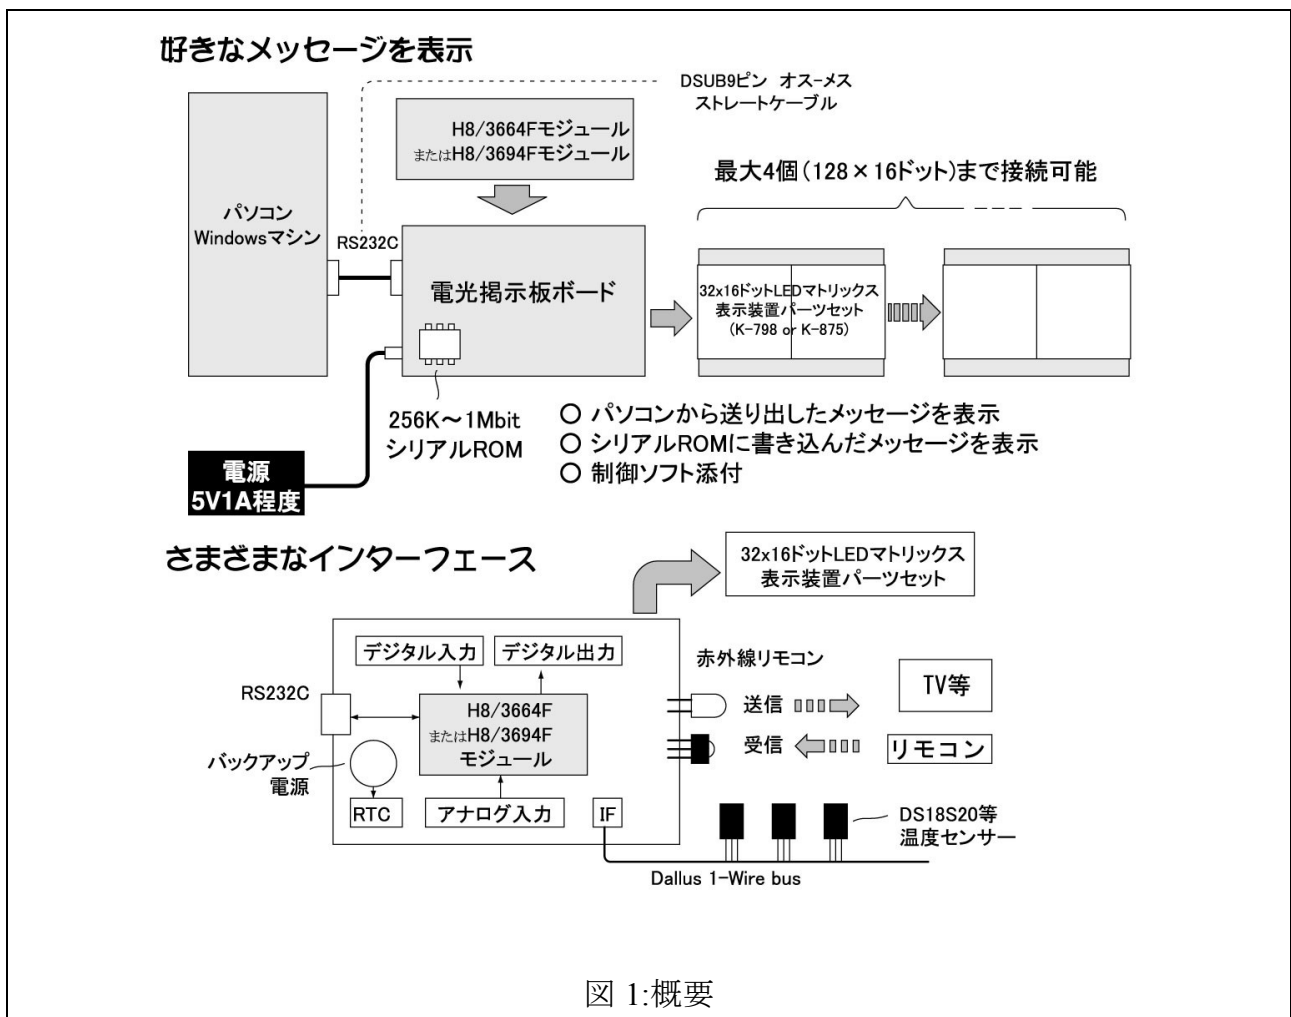 好きなメッセージを表示
DSUB9ピン オス-メス
ストレートケーブル
H8/3664Fモジュール
またはH8/3694Fモジュール
最大4個(128×16ドット)まで接続可能
パソコン
Windowsマシン
RS232C
電光掲示板ボード
32x16ドットLEDマトリックス
表示装置パーツセット
(K-798 or K-875)
256K~1Mbit
シリアルROM
○ パソコンから送り出したメッセージを表示
○ シリアルROMに書き込んだメッセージを表示
○ 制御ソフト添付
電源
5V1A程度
さまざまなインターフェース
32x16ドットLEDマトリックス
表示装置パーツセット
デジタル入力
デジタル出力
赤外線リモコン
TV等
RS232C
H8/3664F
またはH8/3694F
モジュール
送信
受信
リモコン
バックアップ
電源
RTC
アナログ入力
IF
DS18S20等
温度センサー
Dallus 1-Wire bus
図 1:概要